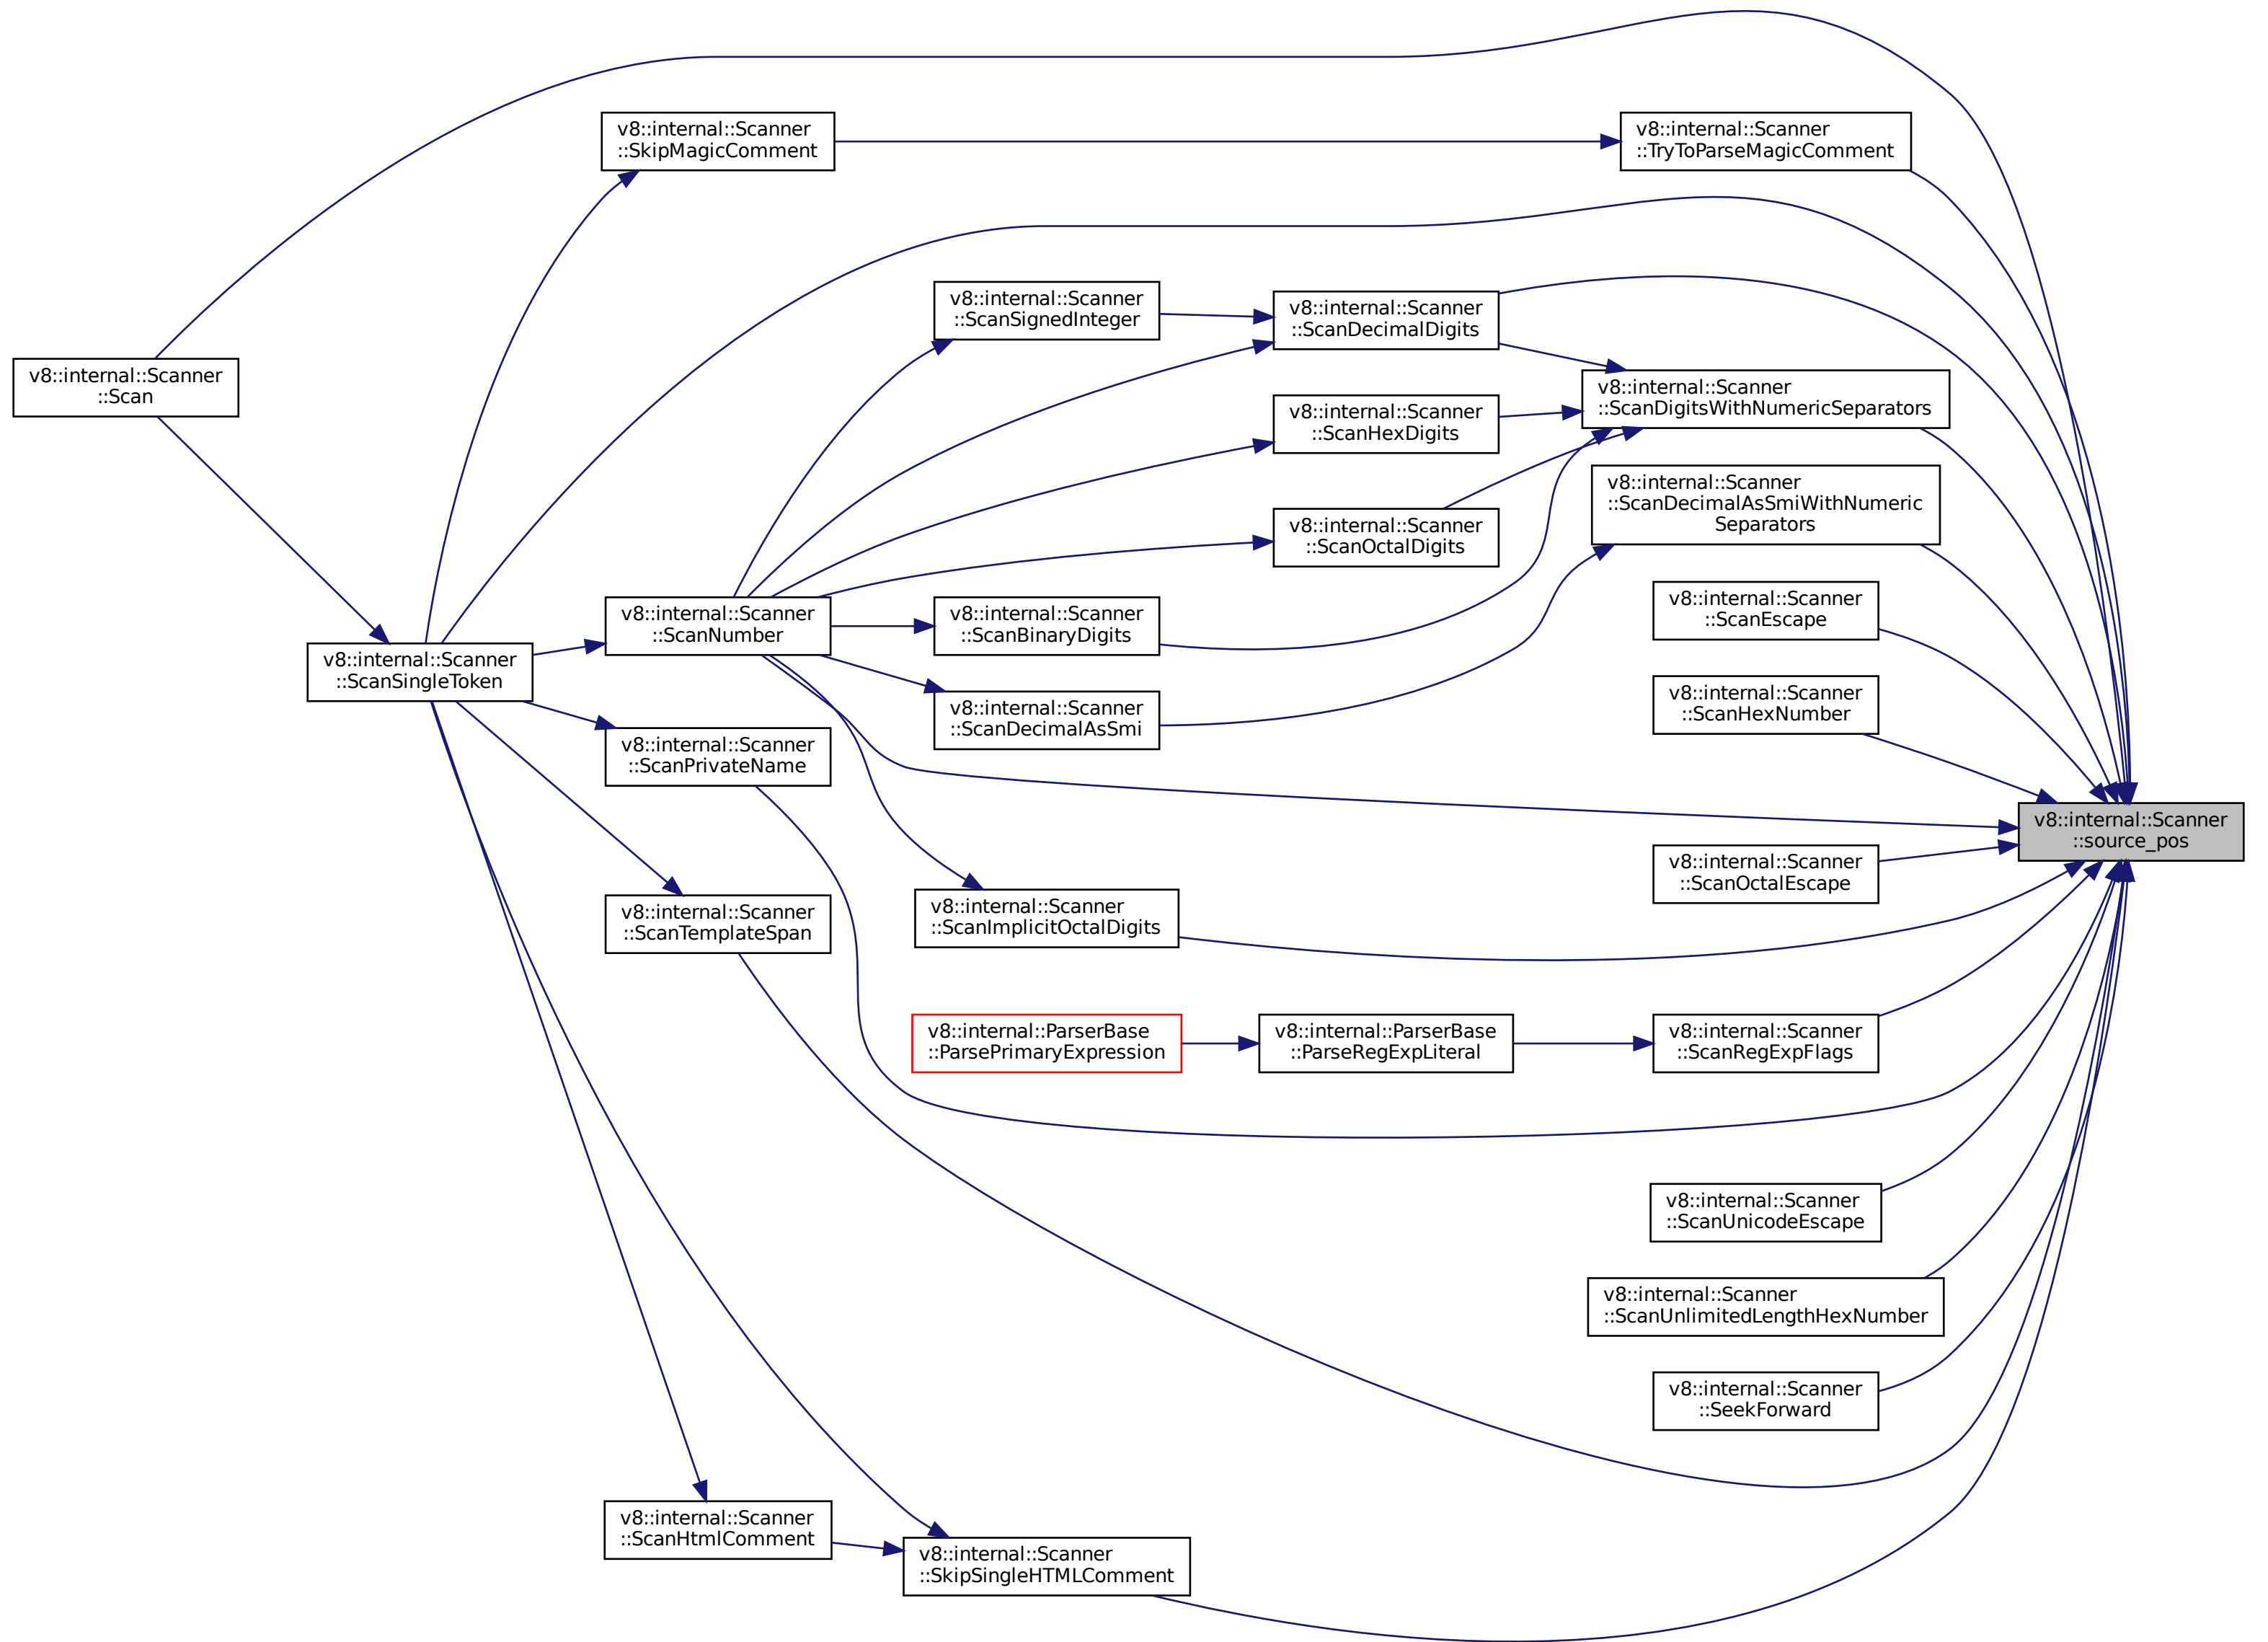 v8::internal::Scanner
::SkipMagicComment
v8::internal::Scanner
::TryToParseMagicComment
v8::internal::Scanner
::ScanSignedInteger
v8::internal::Scanner
::ScanDecimalDigits
v8::internal::Scanner
::Scan
v8::internal::Scanner
::ScanDigitsWithNumericSeparators
v8::internal::Scanner
::ScanHexDigits
v8::internal::Scanner
::ScanDecimalAsSmiWithNumeric
Separators
v8::internal::Scanner
::ScanOctalDigits
v8::internal::Scanner
::ScanEscape
v8::internal::Scanner
::ScanNumber
v8::internal::Scanner
::ScanBinaryDigits
v8::internal::Scanner
::ScanSingleToken
v8::internal::Scanner
::ScanHexNumber
v8::internal::Scanner
::ScanDecimalAsSmi
v8::internal::Scanner
::ScanPrivateName
v8::internal::Scanner
::source_pos
v8::internal::Scanner
::ScanOctalEscape
v8::internal::Scanner
::ScanTemplateSpan
v8::internal::Scanner
::ScanImplicitOctalDigits
v8::internal::ParserBase
::ParsePrimaryExpression
v8::internal::ParserBase
::ParseRegExpLiteral
v8::internal::Scanner
::ScanRegExpFlags
v8::internal::Scanner
::ScanUnicodeEscape
v8::internal::Scanner
::ScanUnlimitedLengthHexNumber
v8::internal::Scanner
::SeekForward
v8::internal::Scanner
::ScanHtmlComment
v8::internal::Scanner
::SkipSingleHTMLComment